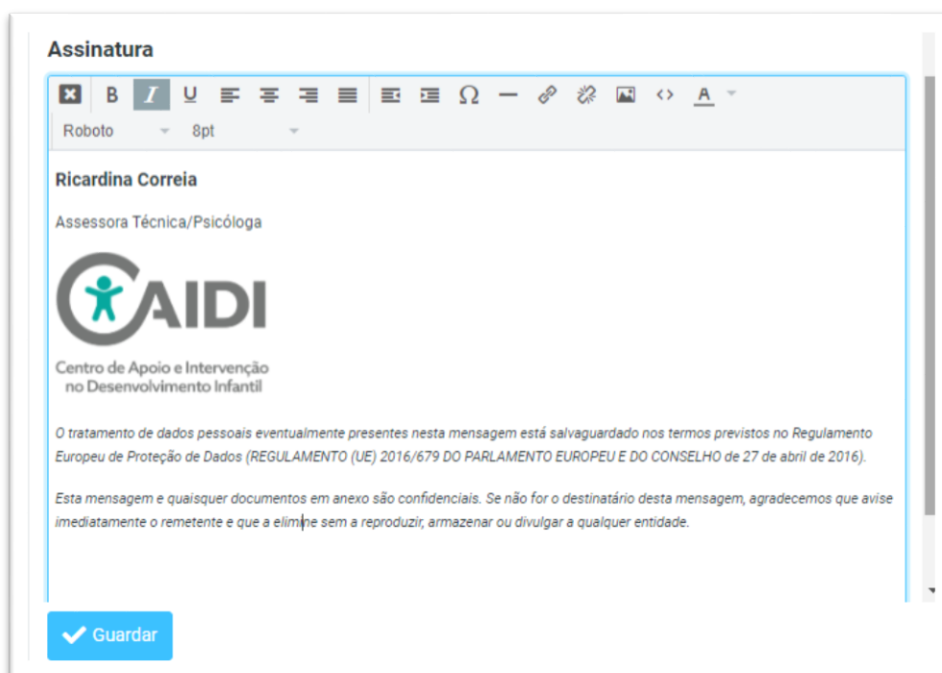 Assinatura
B I U Ω A
Roboto 8pt
Ricardina Correia
Assessora Técnica/Psicóloga
CAIDI
Centro de Apoio e Intervenção
no Desenvolvimento Infantil
O tratamento de dados pessoais eventualmente presentes nesta mensagem está salvaguardado nos termos previstos no Regulamento
Europeu de Proteção de Dados (REGULAMENTO (UE) 2016/679 DO PARLAMENTO EUROPEU E DO CONSELHO de 27 de abril de 2016).
Esta mensagem e quaisquer documentos em anexo são confidenciais. Se não for o destinatário desta mensagem, agradecemos que avise
imediatamente o remetente e que a elimine sem a reproduzir, armazenar ou divulgar a qualquer entidade.
Guardar